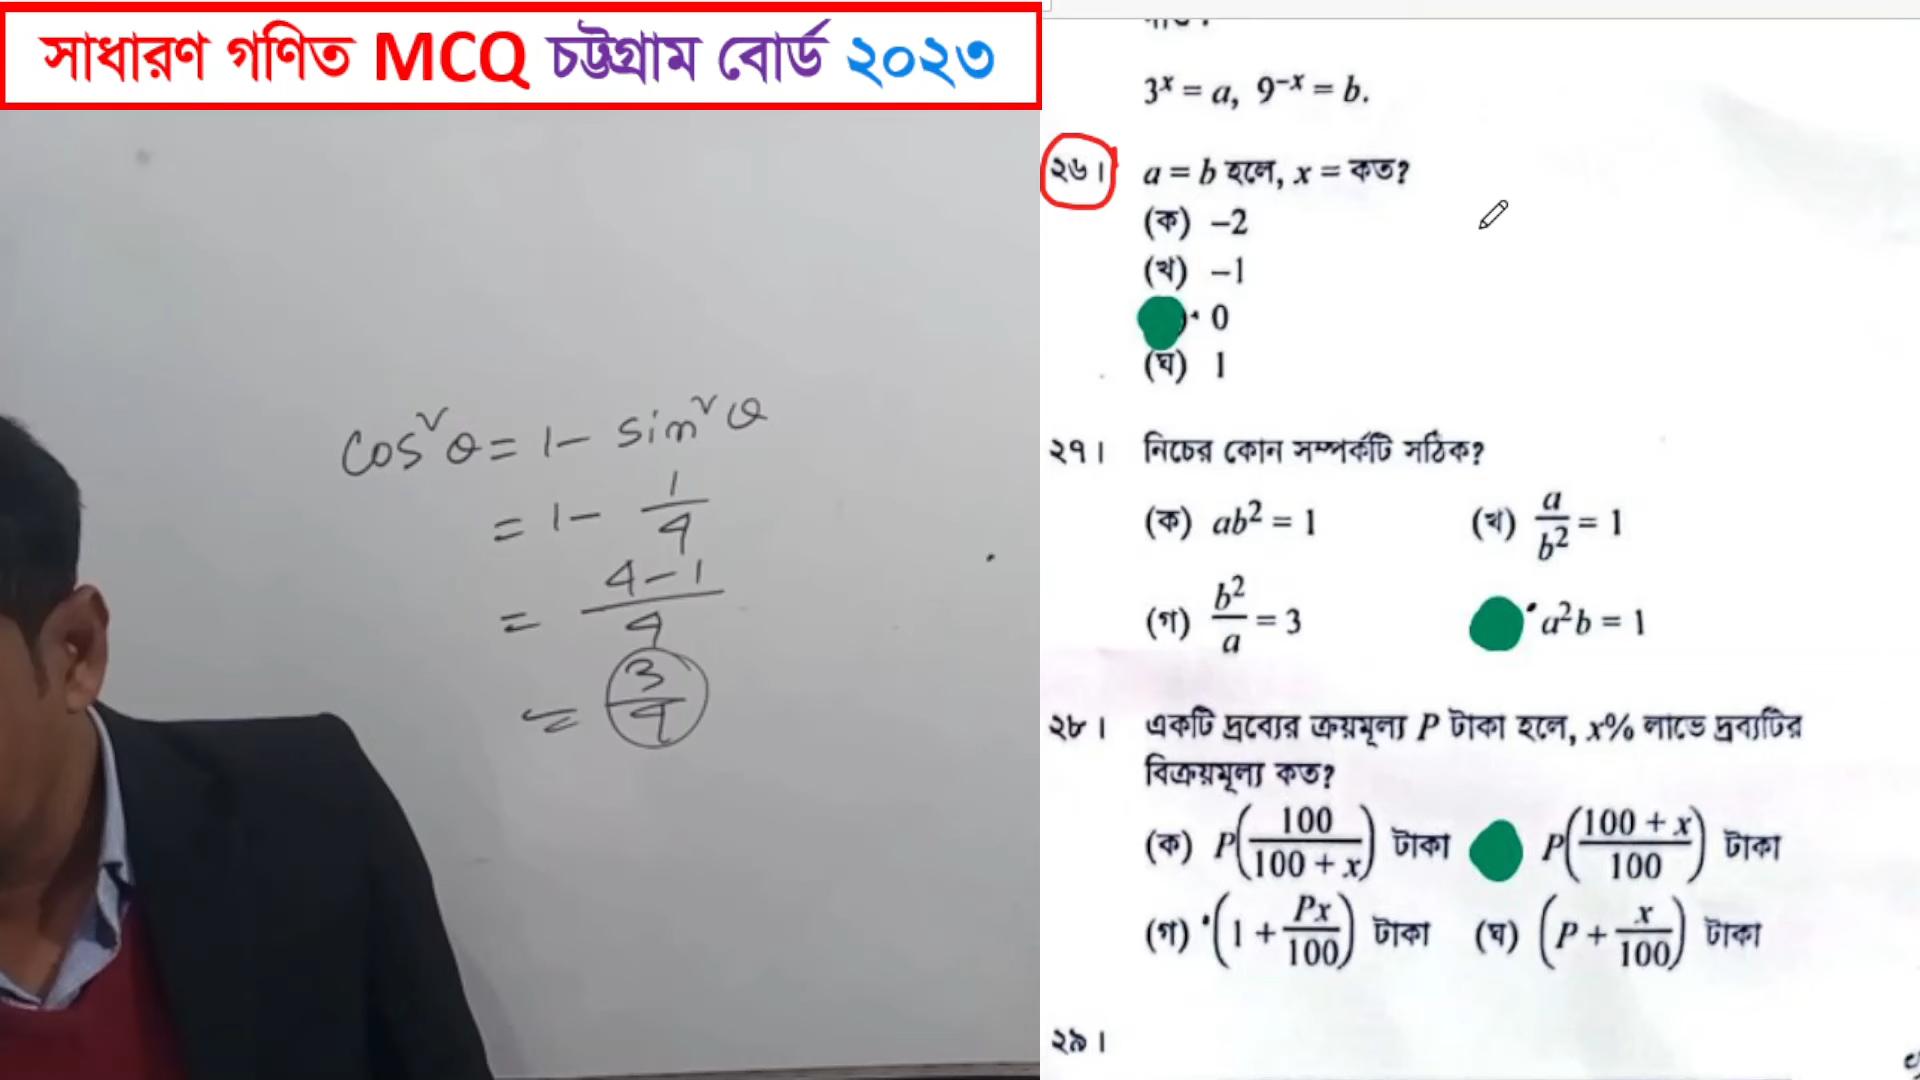 সাধারণ গণিত MCQ চট্টগ্রাম বোর্ড ২০২৩
cos²θ = 1 − sin²θ
= 1 − 1/4
= (4−1)/4
= 3/4
3ˣ = a, 9⁻ˣ = b.
২৬। a = b হলে, x = কত?
(ক) −2
(খ) −1
0
(ঘ) 1
২৭। নিচের কোন সম্পর্কটি সঠিক?
(ক) ab² = 1 (খ) a/b² = 1
(গ) b²/a = 3 a²b = 1
২৮। একটি দ্রব্যের ক্রয়মূল্য P টাকা হলে, x% লাভে দ্রব্যটির
বিক্রয়মূল্য কত?
(ক) P(100/(100 + x)) টাকা P((100 + x)/100) টাকা
(গ) (1 + Px/100) টাকা (ঘ) (P + x/100) টাকা
২৯।